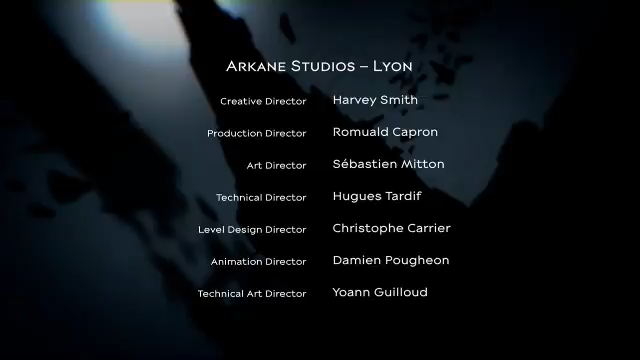 Arkane Studios – Lyon
Creative Director Harvey Smith
Production Director Romuald Capron
Art Director Sébastien Mitton
Technical Director Hugues Tardif
Level Design Director Christophe Carrier
Animation Director Damien Pougheon
Technical Art Director Yoann Guilloud